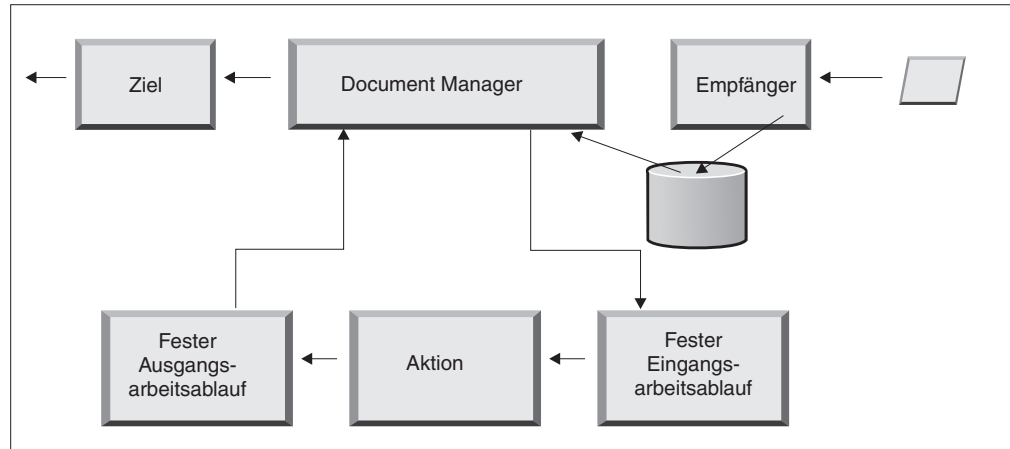 Ziel
Document Manager
Empfänger
Fester
Ausgangs-
arbeitsablauf
Aktion
Fester
Eingangs-
arbeitsablauf